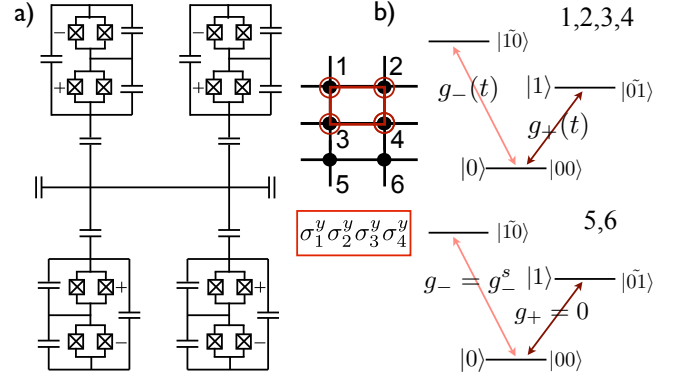 a)
−
+
−
+
+
−
+
−
1 2
3 4
5 6
σ₁ʸσ₂ʸσ₃ʸσ₄ʸ
b)
1,2,3,4
|1̃0⟩
g₋(t)
|1⟩ |0̃1⟩
g₊(t)
|0⟩ |00⟩
5,6
|1̃0⟩
g₋ = g₋ˢ
|1⟩ |0̃1⟩
g₊ = 0
|0⟩ |00⟩